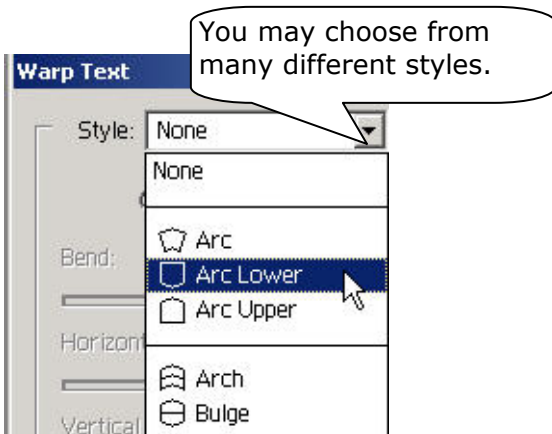 You may choose from
many different styles.
Warp Text
Style: None
None
Arc
Bend:
Arc Lower
Arc Upper
Arch
Bulge
Vertical